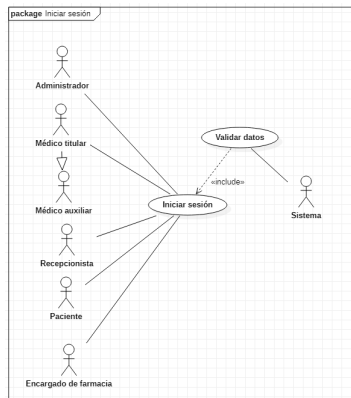 package Iniciar sesión
Administrador
Médico titular
Validar datos
«include»
Médico auxiliar
Iniciar sesión
Sistema
Recepcionista
Paciente
Encargado de farmacia